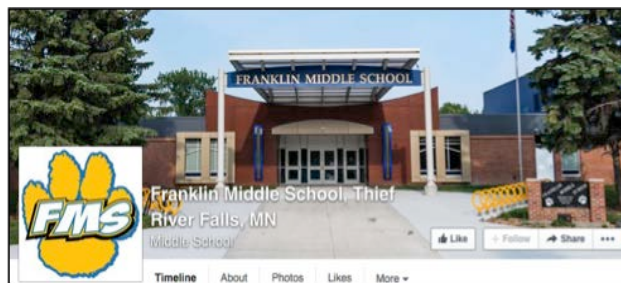 FRANKLIN MIDDLE SCHOOL
FMS
Franklin Middle School, Thief
River Falls, MN
Middle School
Like
+ Follow
Share
Timeline About Photos Likes More